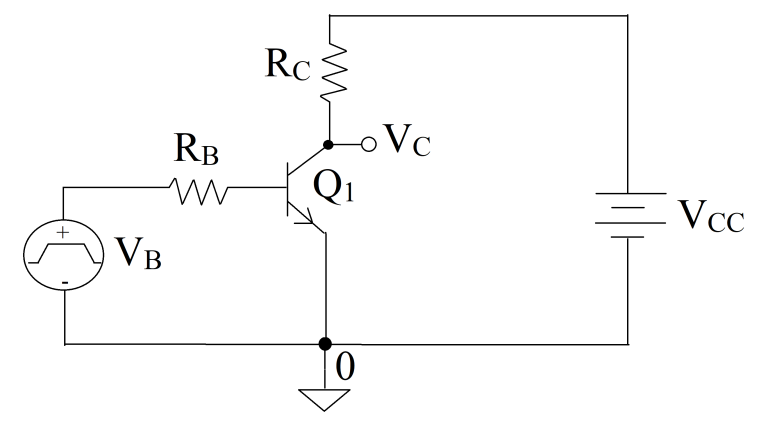 R_C
V_C
R_B
Q_1
V_CC
+
V_B
-
0